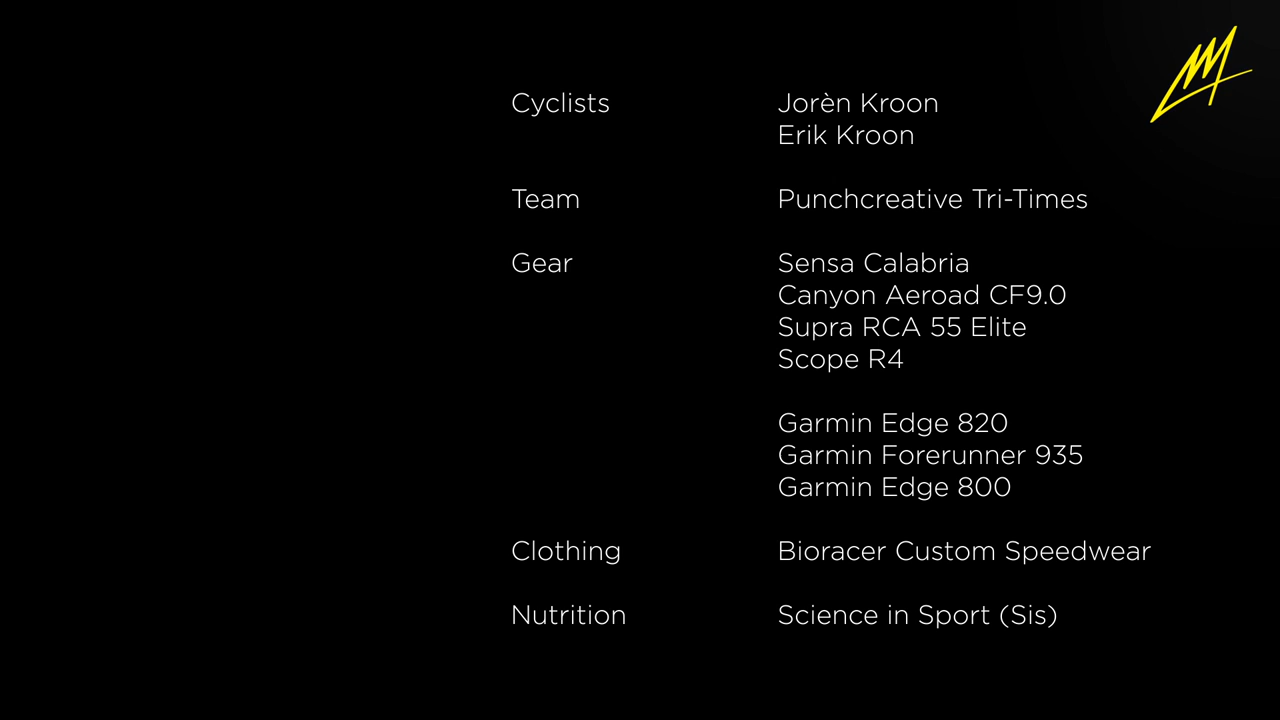 Cyclists Jorèn Kroon
Erik Kroon
Team Punchcreative Tri-Times
Gear Sensa Calabria
Canyon Aeroad CF9.0
Supra RCA 55 Elite
Scope R4
Garmin Edge 820
Garmin Forerunner 935
Garmin Edge 800
Clothing Bioracer Custom Speedwear
Nutrition Science in Sport (Sis)